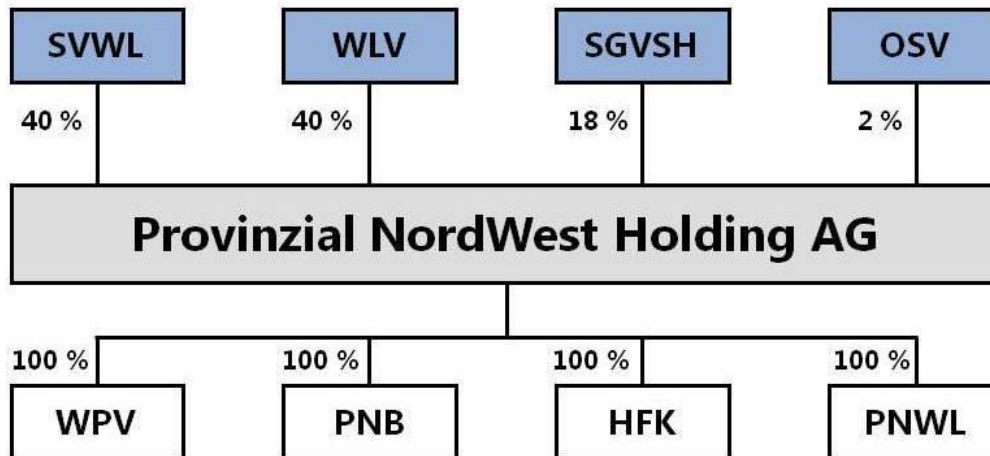 SVWL WLV SGVSH OSV
40 % 40 % 18 % 2 %
Provinzial NordWest Holding AG
100 % 100 % 100 % 100 %
WPV PNB HFK PNWL